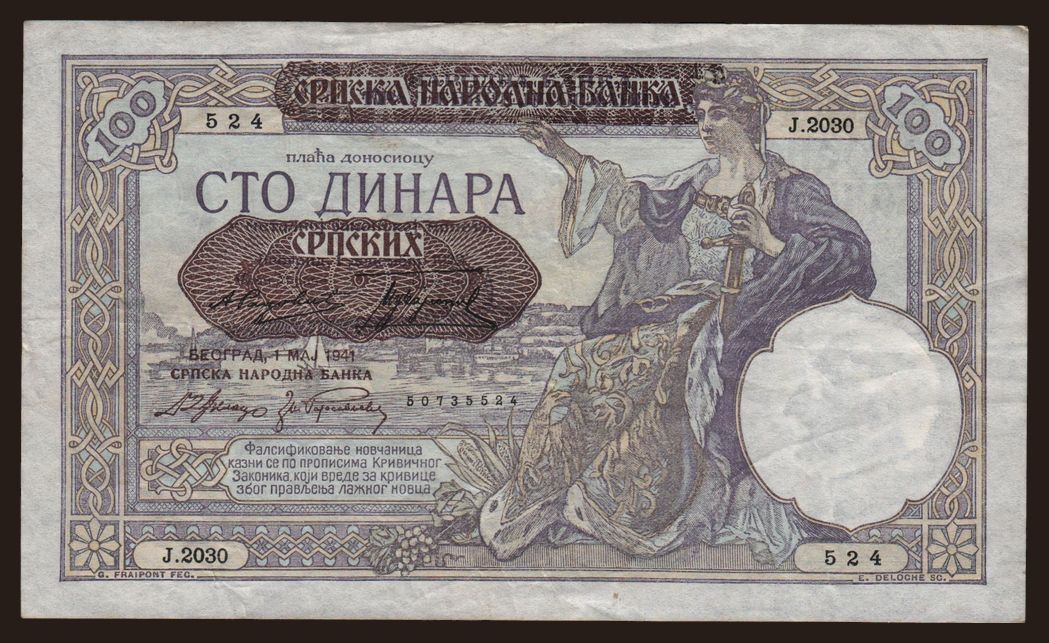 СРПСКА НАРОДНА БАНКА
100
524
J.2030
100
плаћа доносиоцу
СТО ДИНАРА
СРПСКИХ
БЕОГРАД, 1 МАЈ 1941
СРПСКА НАРОДНА БАНКА
50735524
Фалсификовање новчаница
казни се по прописима Кривичног
Законика, који вреде за кривице
због прављења лажног новца
J.2030
524
G. FRAIPONT FEC.
E. DELOCHE SC.